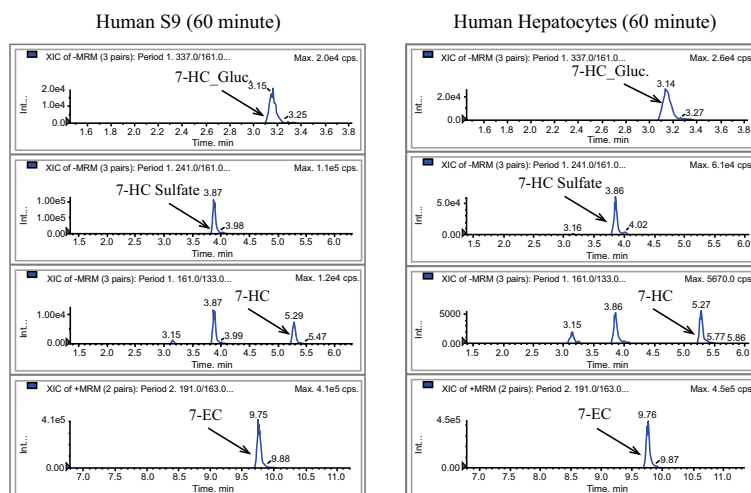 Human S9 (60 minute)
XIC of -MRM (3 pairs): Period 1. 337.0/161.0... Max. 2.0e4 cps.
7-HC_Gluc.
3.15
3.25
2.0e4
1.0e4
0.0
Int...
1.6 1.8 2.0 2.2 2.4 2.6 2.8 3.0 3.2 3.4 3.6 3.8
Time. min
XIC of -MRM (3 pairs): Period 1. 241.0/161.0... Max. 1.1e5 cps.
7-HC Sulfate
3.87
3.98
1.00e5
1.00e5
0.00
Int...
1.5 2.0 2.5 3.0 3.5 4.0 4.5 5.0 5.5 6.0
Time. min
XIC of -MRM (3 pairs): Period 1. 161.0/133.0... Max. 1.2e4 cps.
7-HC
3.15
3.87
3.99
5.29
5.47
1.00e4
0.00
Int...
1.5 2.0 2.5 3.0 3.5 4.0 4.5 5.0 5.5 6.0
Time. min
XIC of +MRM (2 pairs): Period 2. 191.0/163.0... Max. 4.1e5 cps.
7-EC
9.75
9.88
4.1e5
0.00
Int...
7.0 7.5 8.0 8.5 9.0 9.5 10.0 10.5 11.0
Time. min
Human Hepatocytes (60 minute)
XIC of -MRM (3 pairs): Period 1. 337.0/161.0... Max. 2.6e4 cps.
7-HC_Gluc.
3.14
3.27
2.0e4
0.0
Int...
1.6 1.8 2.0 2.2 2.4 2.6 2.8 3.0 3.2 3.4 3.6 3.8
Time. min
XIC of -MRM (3 pairs): Period 1. 241.0/161.0... Max. 6.1e4 cps.
7-HC Sulfate
3.16
3.86
4.02
5.0e4
0.00
Int...
1.5 2.0 2.5 3.0 3.5 4.0 4.5 5.0 5.5 6.0
Time. min
XIC of -MRM (3 pairs): Period 1. 161.0/133.0... Max. 5670.0 cps.
7-HC
3.15
3.86
5.27
5.77 5.86
5000
0.00
Int...
1.5 2.0 2.5 3.0 3.5 4.0 4.5 5.0 5.5 6.0
Time. min
XIC of +MRM (2 pairs): Period 2. 191.0/163.0... Max. 4.5e5 cps.
7-EC
9.76
9.87
4.5e5
0.00
Int...
7.0 7.5 8.0 8.5 9.0 9.5 10.0 10.5 11.0
Time. min